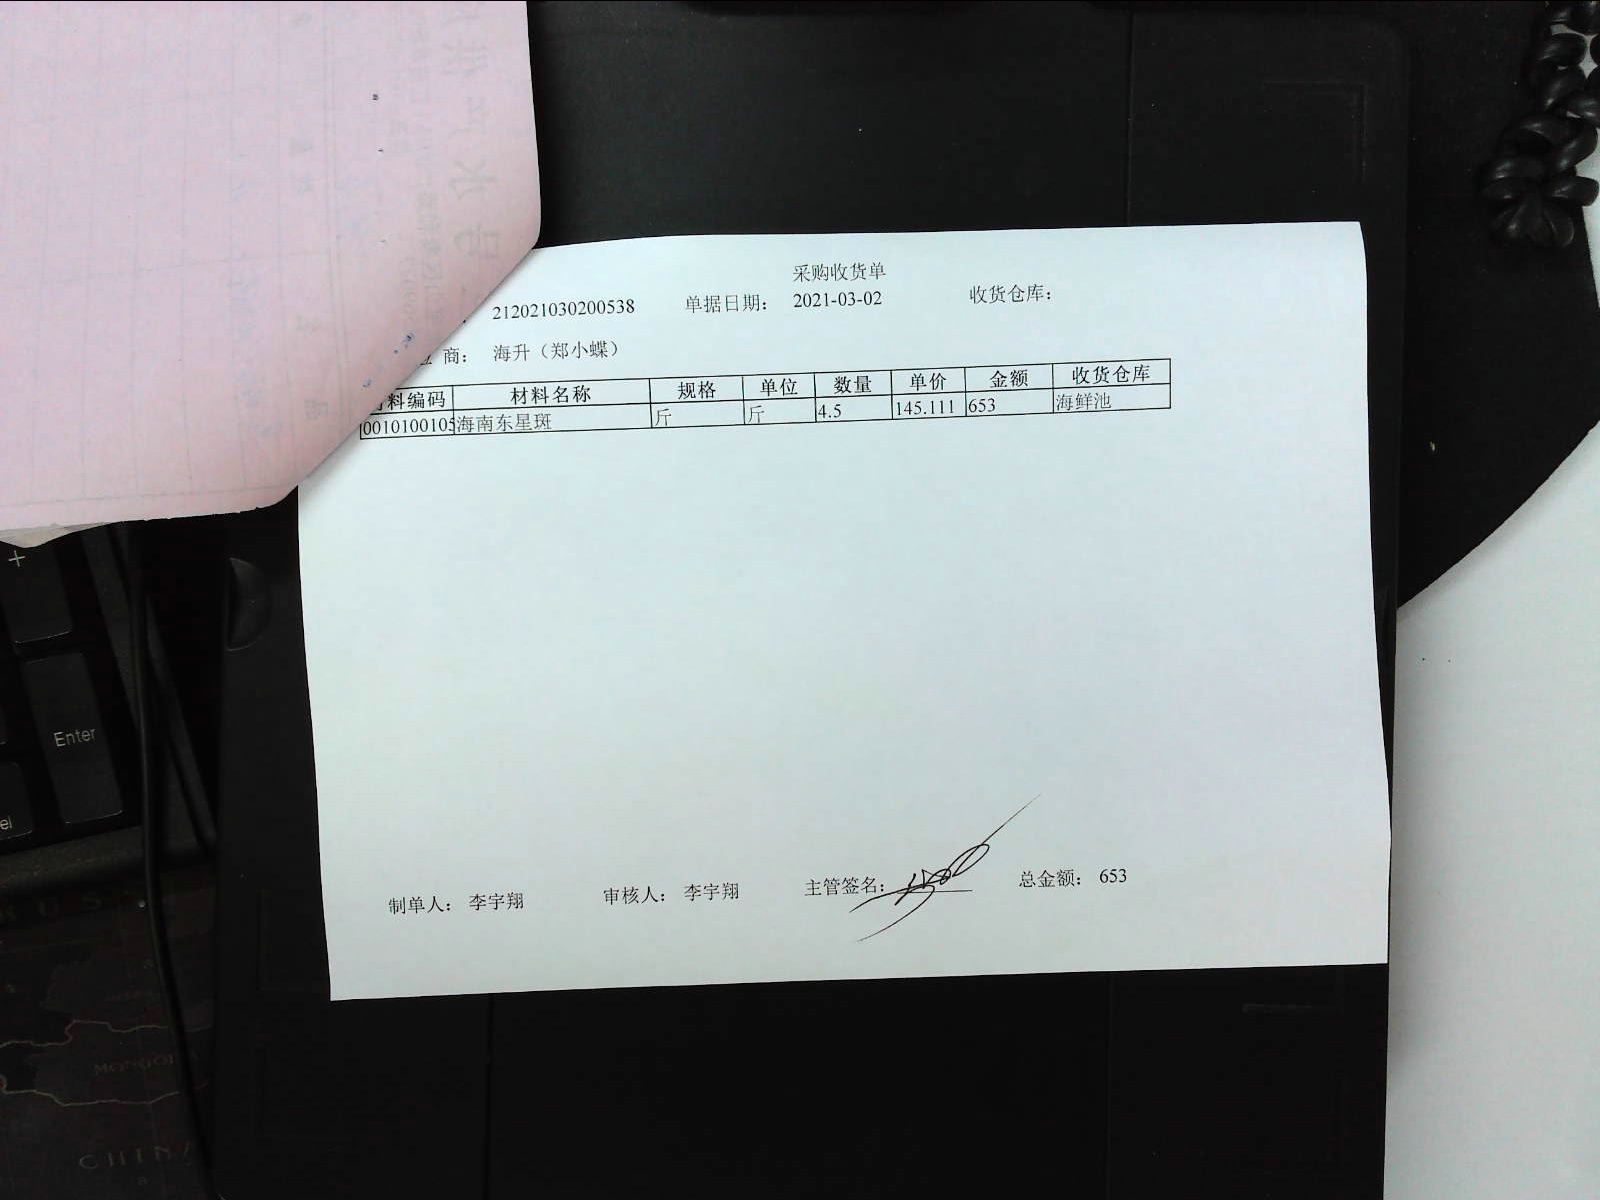 采购收货单
212021030200538 单据日期: 2021-03-02 收货仓库:
商: 海升（郑小蝶）
料编码 材料名称 规格 单位 数量 单价 金额 收货仓库
0010100105 海南东星斑 斤 斤 4.5 145.111 653 海鲜池
制单人: 李宇翔 审核人: 李宇翔 主管签名: 总金额: 653
+
Enter
el
CHINA